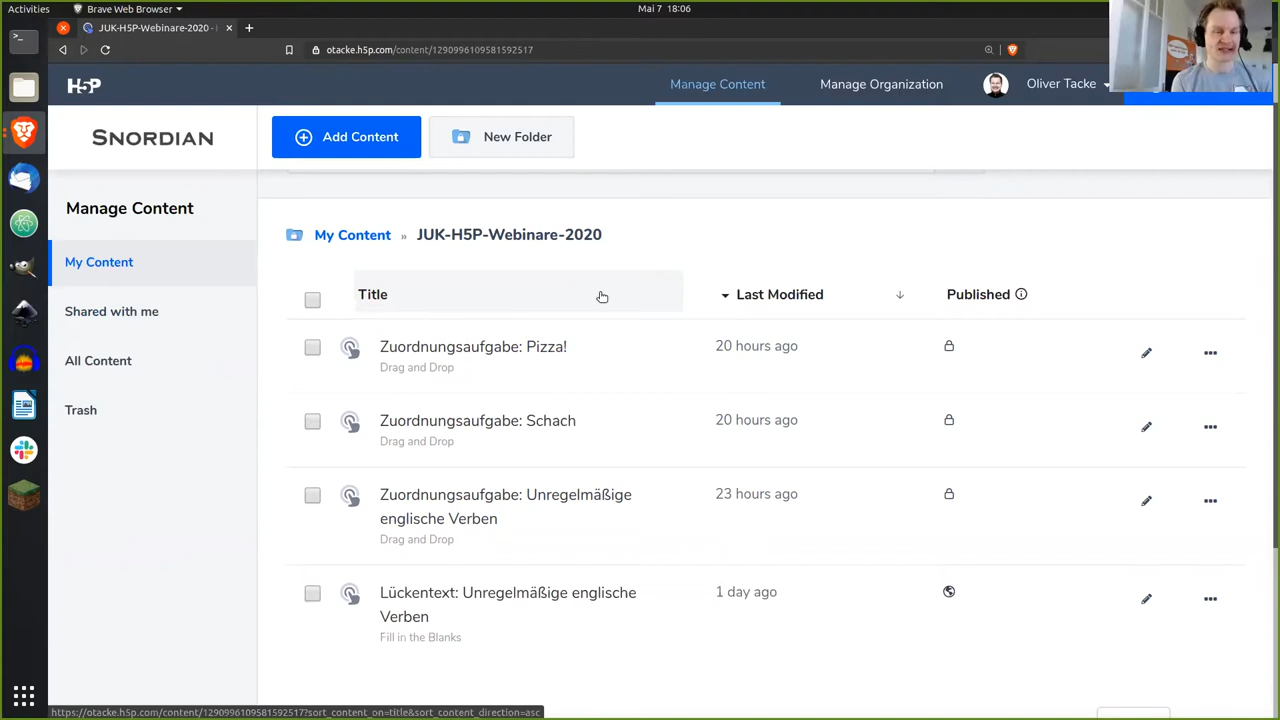 Activities
Brave Web Browser
Mai 7 18:06
JUK-H5P-Webinare-2020 -
otacke.h5p.com/content/1290996109581592517
H5P
Manage Content
Manage Organization
Oliver Tacke
SNORDIAN
Add Content
New Folder
Manage Content
My Content
Shared with me
All Content
Trash
My Content » JUK-H5P-Webinare-2020
Title
Last Modified
Published
Zuordnungsaufgabe: Pizza!
Drag and Drop
20 hours ago
Zuordnungsaufgabe: Schach
Drag and Drop
20 hours ago
Zuordnungsaufgabe: Unregelmäßige
englische Verben
Drag and Drop
23 hours ago
Lückentext: Unregelmäßige englische
Verben
Fill in the Blanks
1 day ago
https://otacke.h5p.com/content/1290996109581592517?sort_content_on=title&sort_content_direction=asc